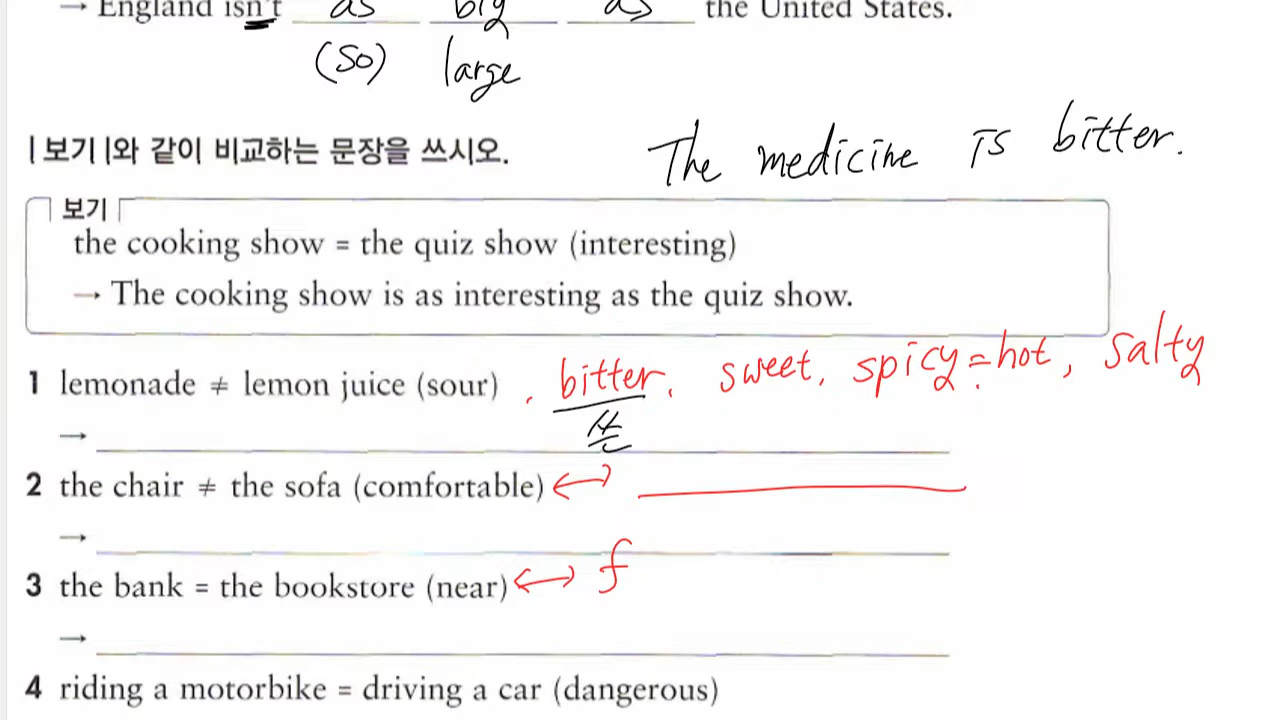 → England isn't as big as the United States.
(so) large
|보기|와 같이 비교하는 문장을 쓰시오.
The medicine is bitter.
보기
the cooking show = the quiz show (interesting)
→ The cooking show is as interesting as the quiz show.
1 lemonade ≠ lemon juice (sour) , bitter, sweet, spicy = hot, salty
→ 쓴
2 the chair ≠ the sofa (comfortable) ↔
→
3 the bank = the bookstore (near) ↔ f
→
4 riding a motorbike = driving a car (dangerous)